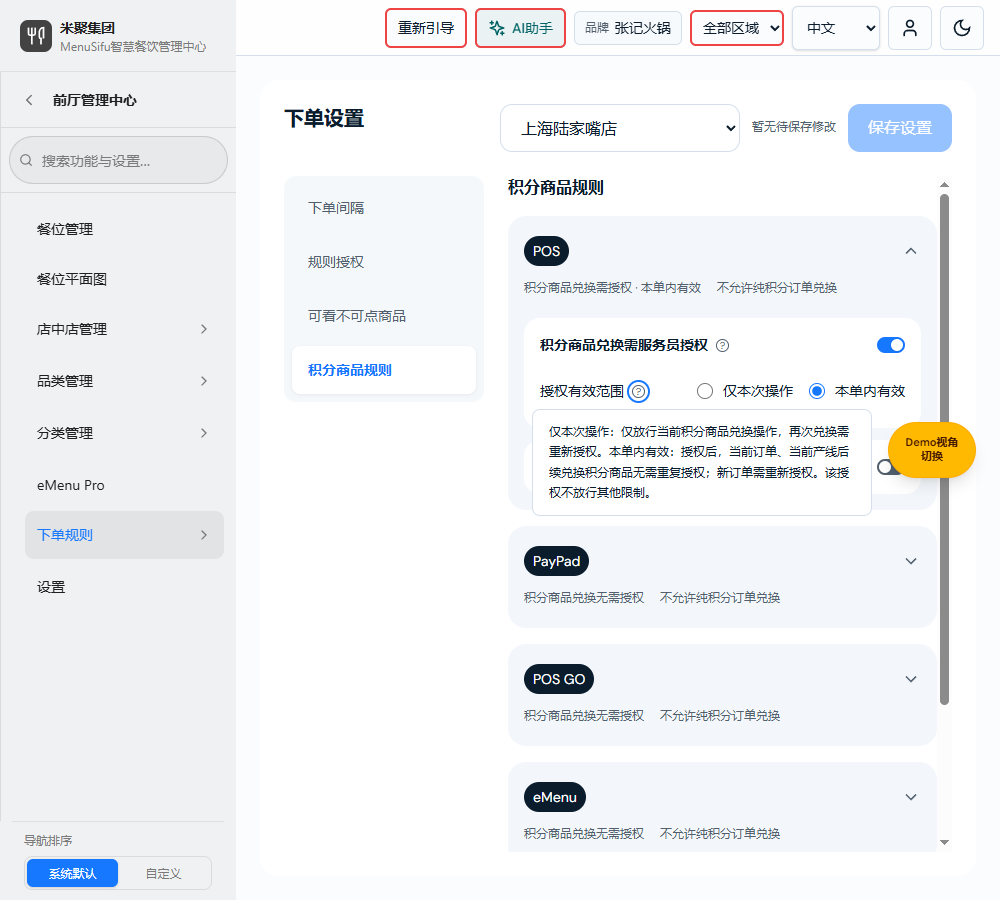 米聚集团
MenuSifu智慧餐饮管理中心
重新引导
AI助手
品牌 张记火锅
全部区域
中文
前厅管理中心
搜索功能与设置...
餐位管理
餐位平面图
店中店管理
品类管理
分类管理
eMenu Pro
下单规则
设置
导航排序
系统默认
自定义
下单设置
上海陆家嘴店
暂无待保存修改
保存设置
下单间隔
规则授权
可看不可点商品
积分商品规则
积分商品规则
POS
积分商品兑换需授权 · 本单内有效 不允许纯积分订单兑换
积分商品兑换需服务员授权
授权有效范围
仅本次操作
本单内有效
仅本次操作：仅放行当前积分商品兑换操作，再次兑换需
重新授权。本单内有效：授权后，当前订单、当前产线后
续兑换积分商品无需重复授权；新订单需重新授权。该授
权不放行其他限制。
Demo视角
切换
PayPad
积分商品兑换无需授权 不允许纯积分订单兑换
POS GO
积分商品兑换无需授权 不允许纯积分订单兑换
eMenu
积分商品兑换无需授权 不允许纯积分订单兑换